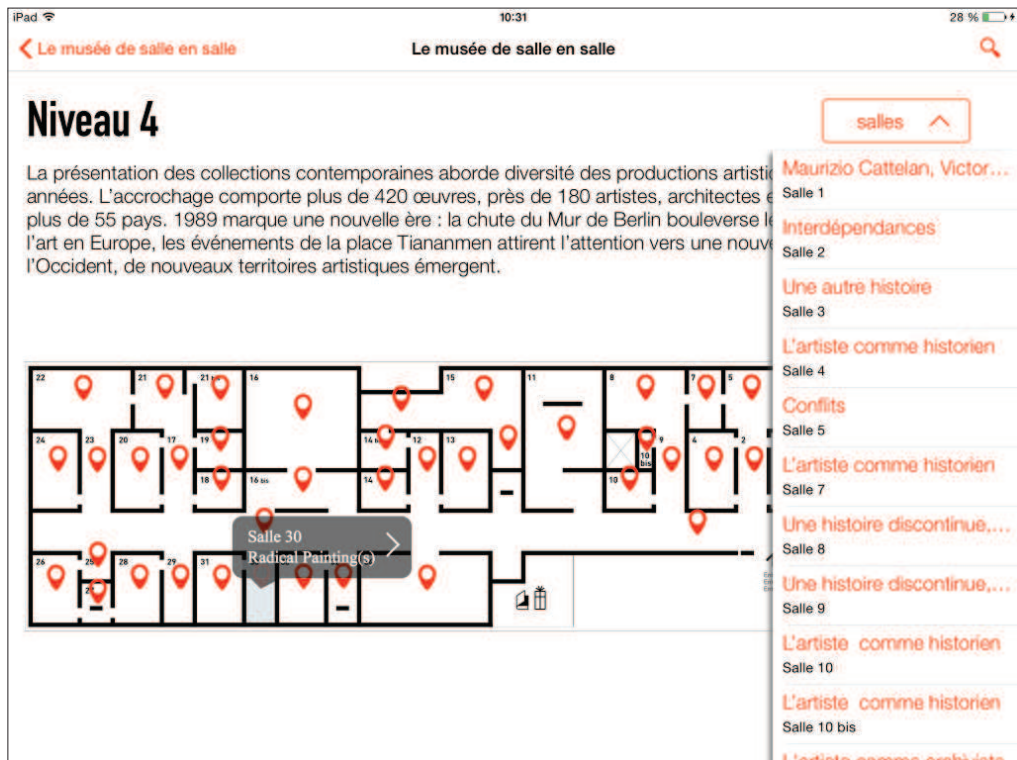 iPad
10:31
28 %
Le musée de salle en salle
Le musée de salle en salle
Niveau 4
salles
La présentation des collections contemporaines aborde diversité des productions artistic
années. L'accrochage comporte plus de 420 œuvres, près de 180 artistes, architectes e
plus de 55 pays. 1989 marque une nouvelle ère : la chute du Mur de Berlin bouleverse le
l'art en Europe, les événements de la place Tiananmen attirent l'attention vers une nouve
l'Occident, de nouveaux territoires artistiques émergent.
Maurizio Cattelan, Victor...
Salle 1
Interdépendances
Salle 2
Une autre histoire
Salle 3
L'artiste comme historien
Salle 4
Conflits
Salle 5
L'artiste comme historien
Salle 7
Une histoire discontinue,...
Salle 8
Une histoire discontinue,...
Salle 9
L'artiste comme historien
Salle 10
L'artiste comme historien
Salle 10 bis
L'artiste comme archiviste
22 21 21 16 15 11 8 7 5
24 23 20 17 19 14 12 13 9 4 2
10 bis
18 16 bis 14 10
Salle 30
Radical Painting(s)
26 25 28 29 31
27